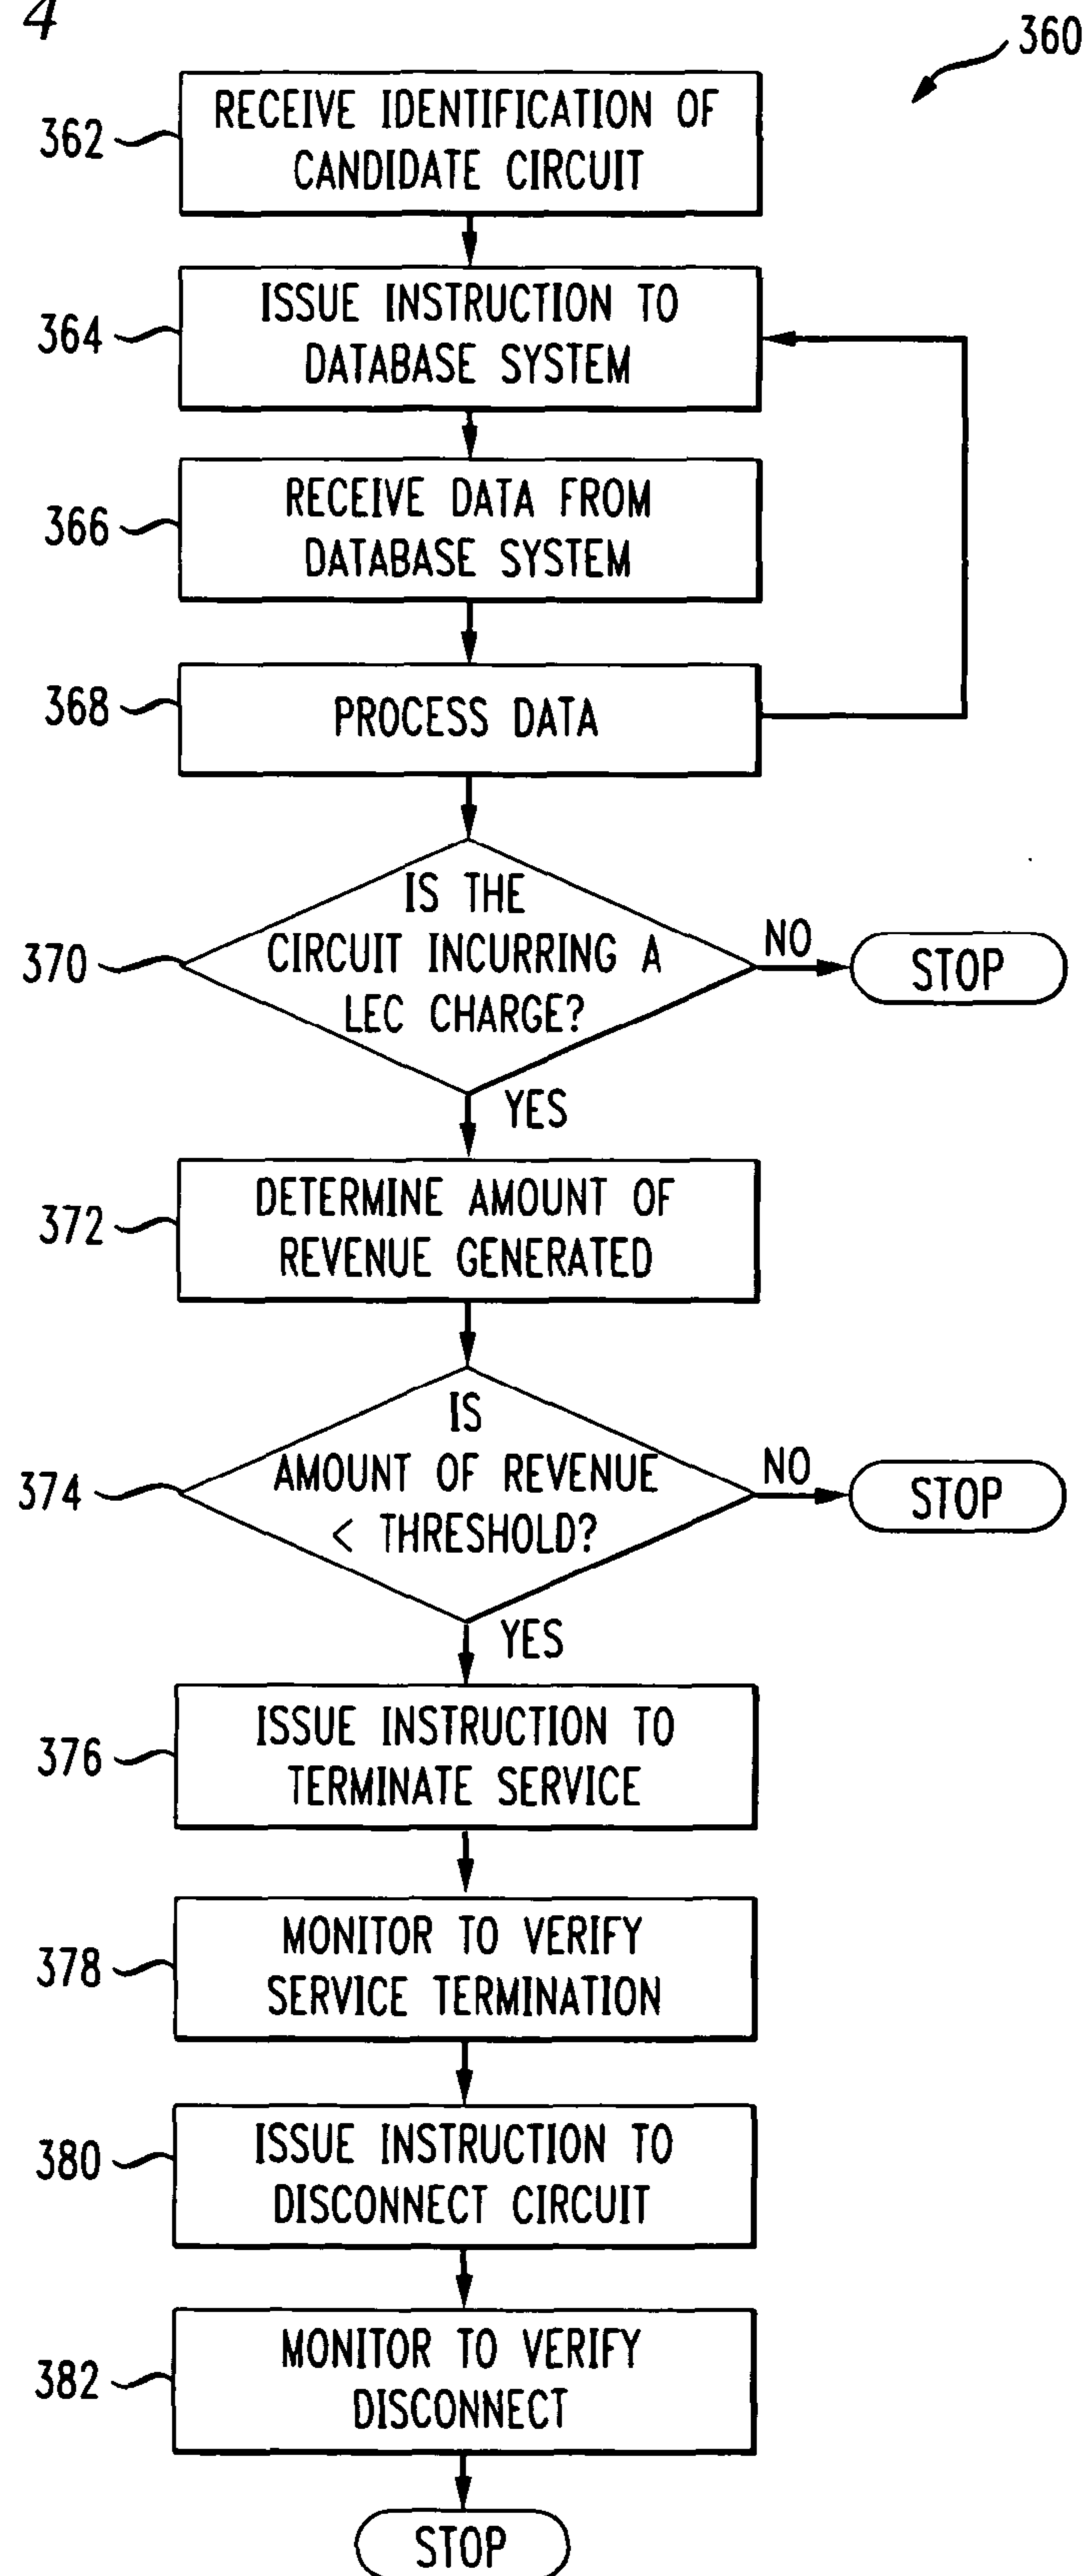 4
360
362
RECEIVE IDENTIFICATION OF
CANDIDATE CIRCUIT
364
ISSUE INSTRUCTION TO
DATABASE SYSTEM
366
RECEIVE DATA FROM
DATABASE SYSTEM
368
PROCESS DATA
370
IS THE
CIRCUIT INCURRING A
LEC CHARGE?
NO
STOP
YES
372
DETERMINE AMOUNT OF
REVENUE GENERATED
374
IS
AMOUNT OF REVENUE
< THRESHOLD?
NO
STOP
YES
376
ISSUE INSTRUCTION TO
TERMINATE SERVICE
378
MONITOR TO VERIFY
SERVICE TERMINATION
380
ISSUE INSTRUCTION TO
DISCONNECT CIRCUIT
382
MONITOR TO VERIFY
DISCONNECT
STOP